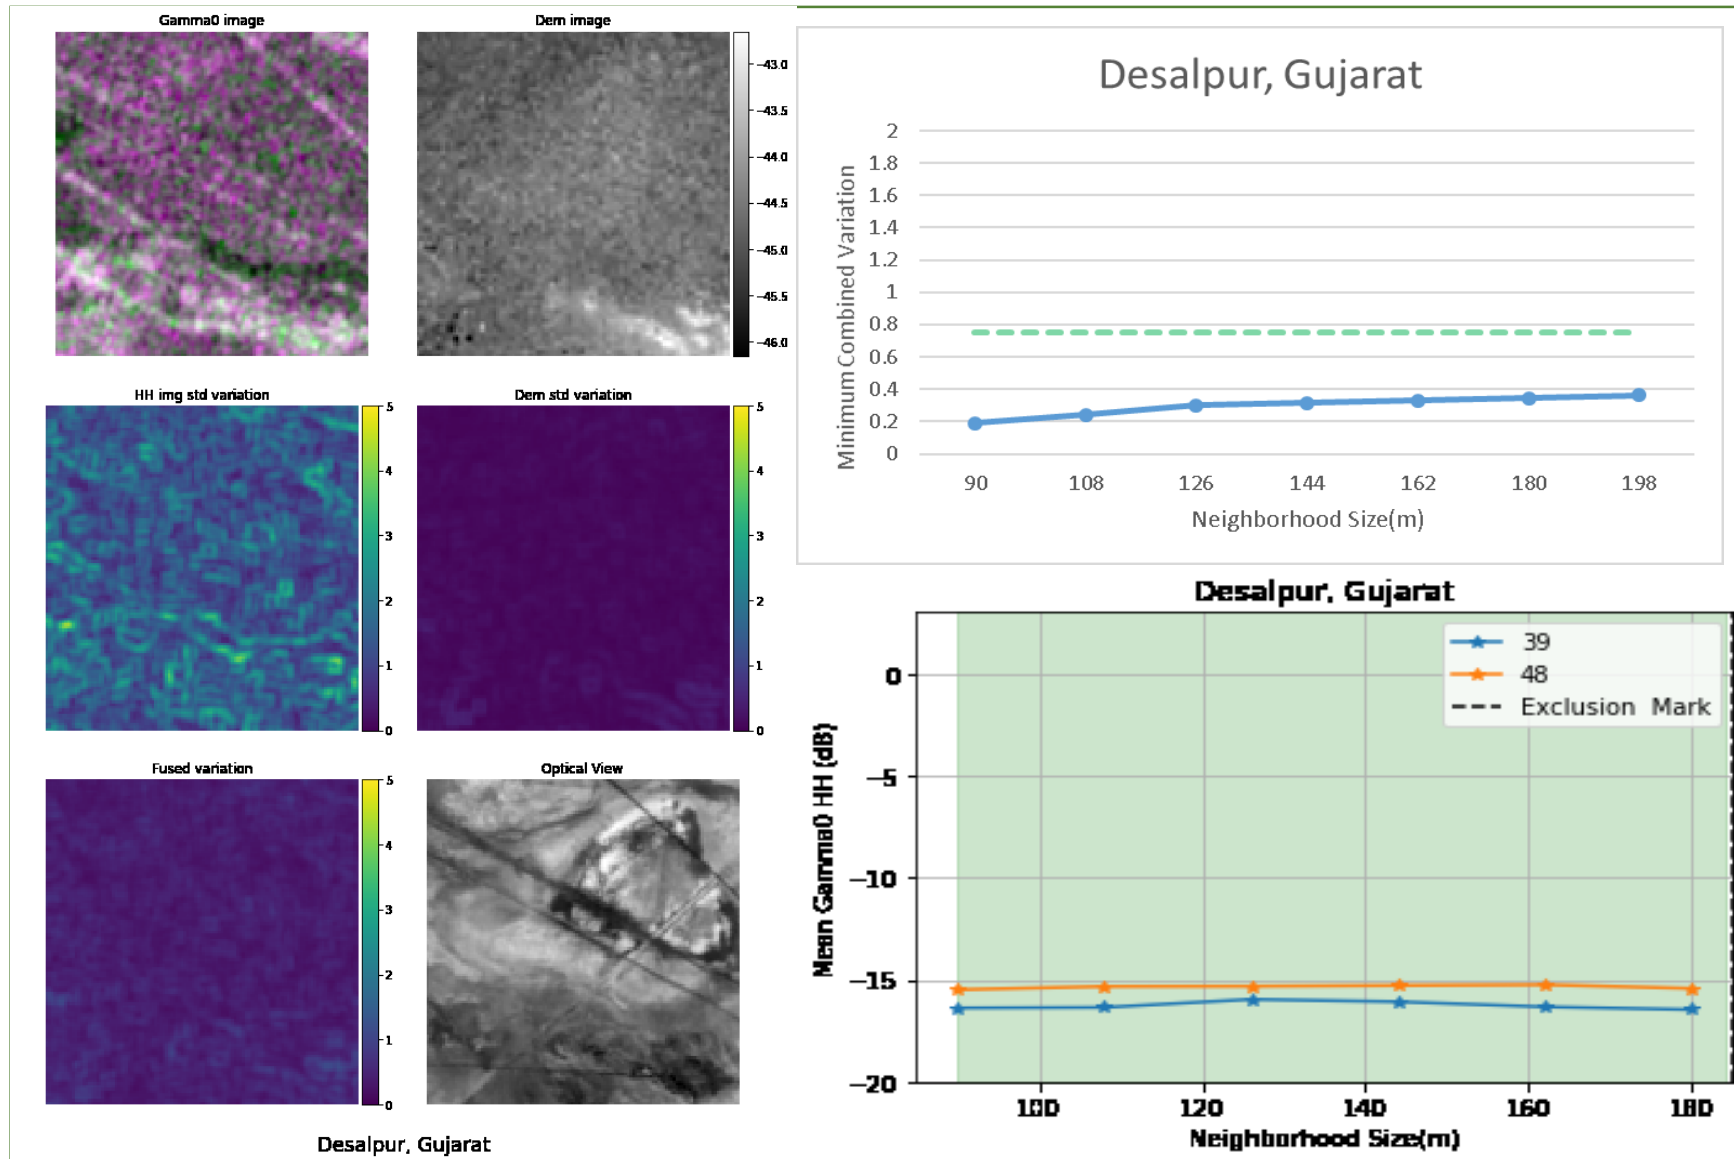 Gamma0 image
Dem image
−43.0
−43.5
−44.0
−44.5
−45.0
−45.5
−46.0
HH img std variation
5
4
3
2
1
0
Dem std variation
5
4
3
2
1
0
Fused variation
5
4
3
2
1
0
Optical View
Desalpur, Gujarat
Desalpur, Gujarat
Minimum Combined Variation
2
1.8
1.6
1.4
1.2
1
0.8
0.6
0.4
0.2
0
90 108 126 144 162 180 198
Neighborhood Size(m)
Desalpur, Gujarat
39
48
Exclusion Mark
Mean Gamma0 HH (dB)
0
−5
−10
−15
−20
100 120 140 160 180
Neighborhood Size(m)